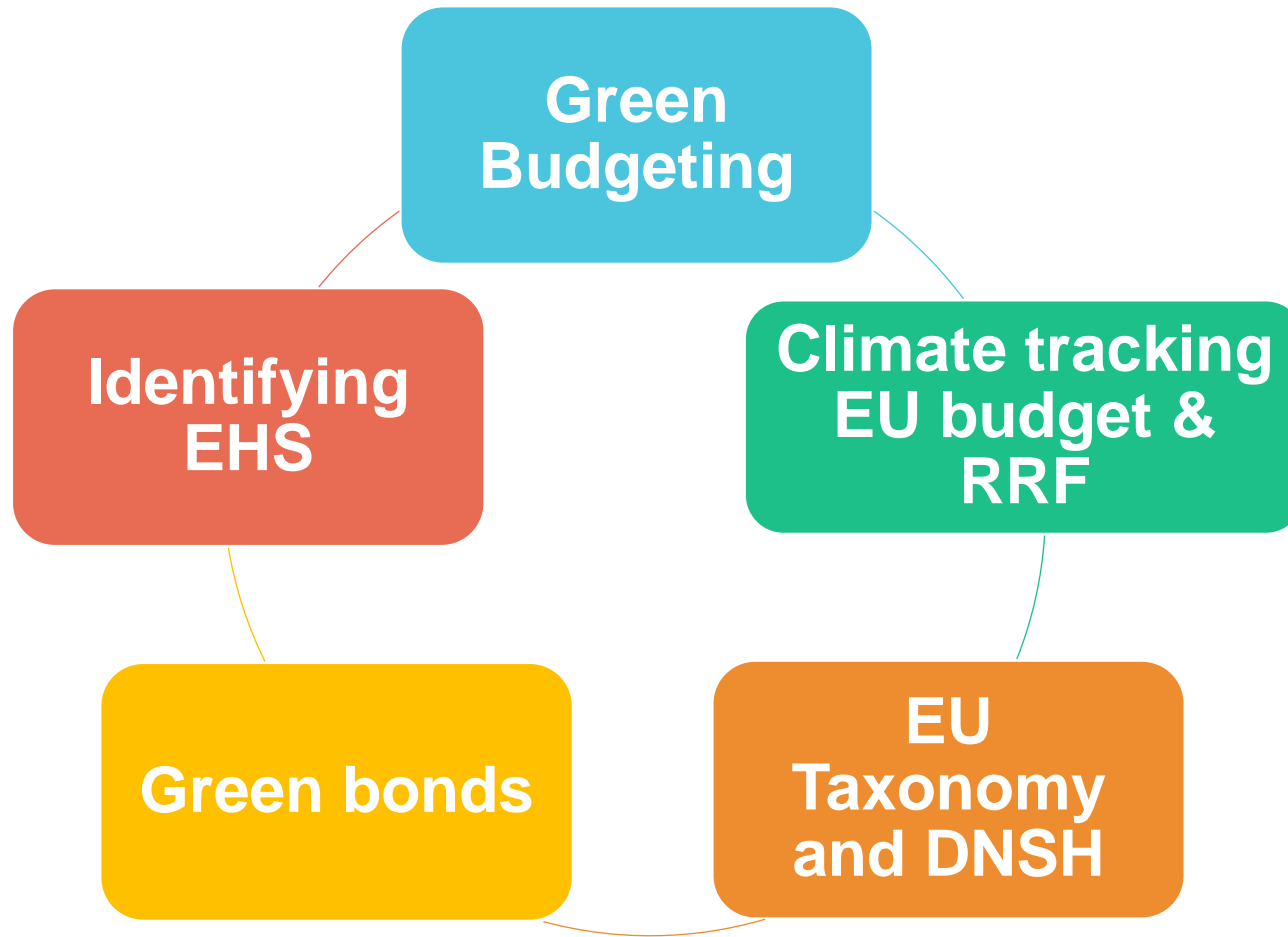 Green
Budgeting
Climate tracking
EU budget &
RRF
EU
Taxonomy
and DNSH
Green bonds
Identifying
EHS